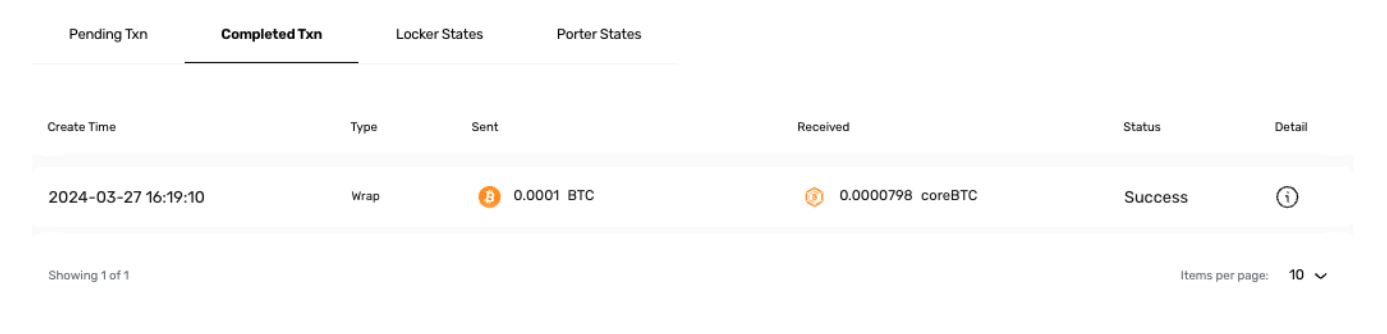 Pending Txn Completed Txn Locker States Porter States
Create Time Type Sent Received Status Detail
2024-03-27 16:19:10 Wrap 0.0001 BTC 0.0000798 coreBTC Success
Showing 1 of 1 Items per page: 10